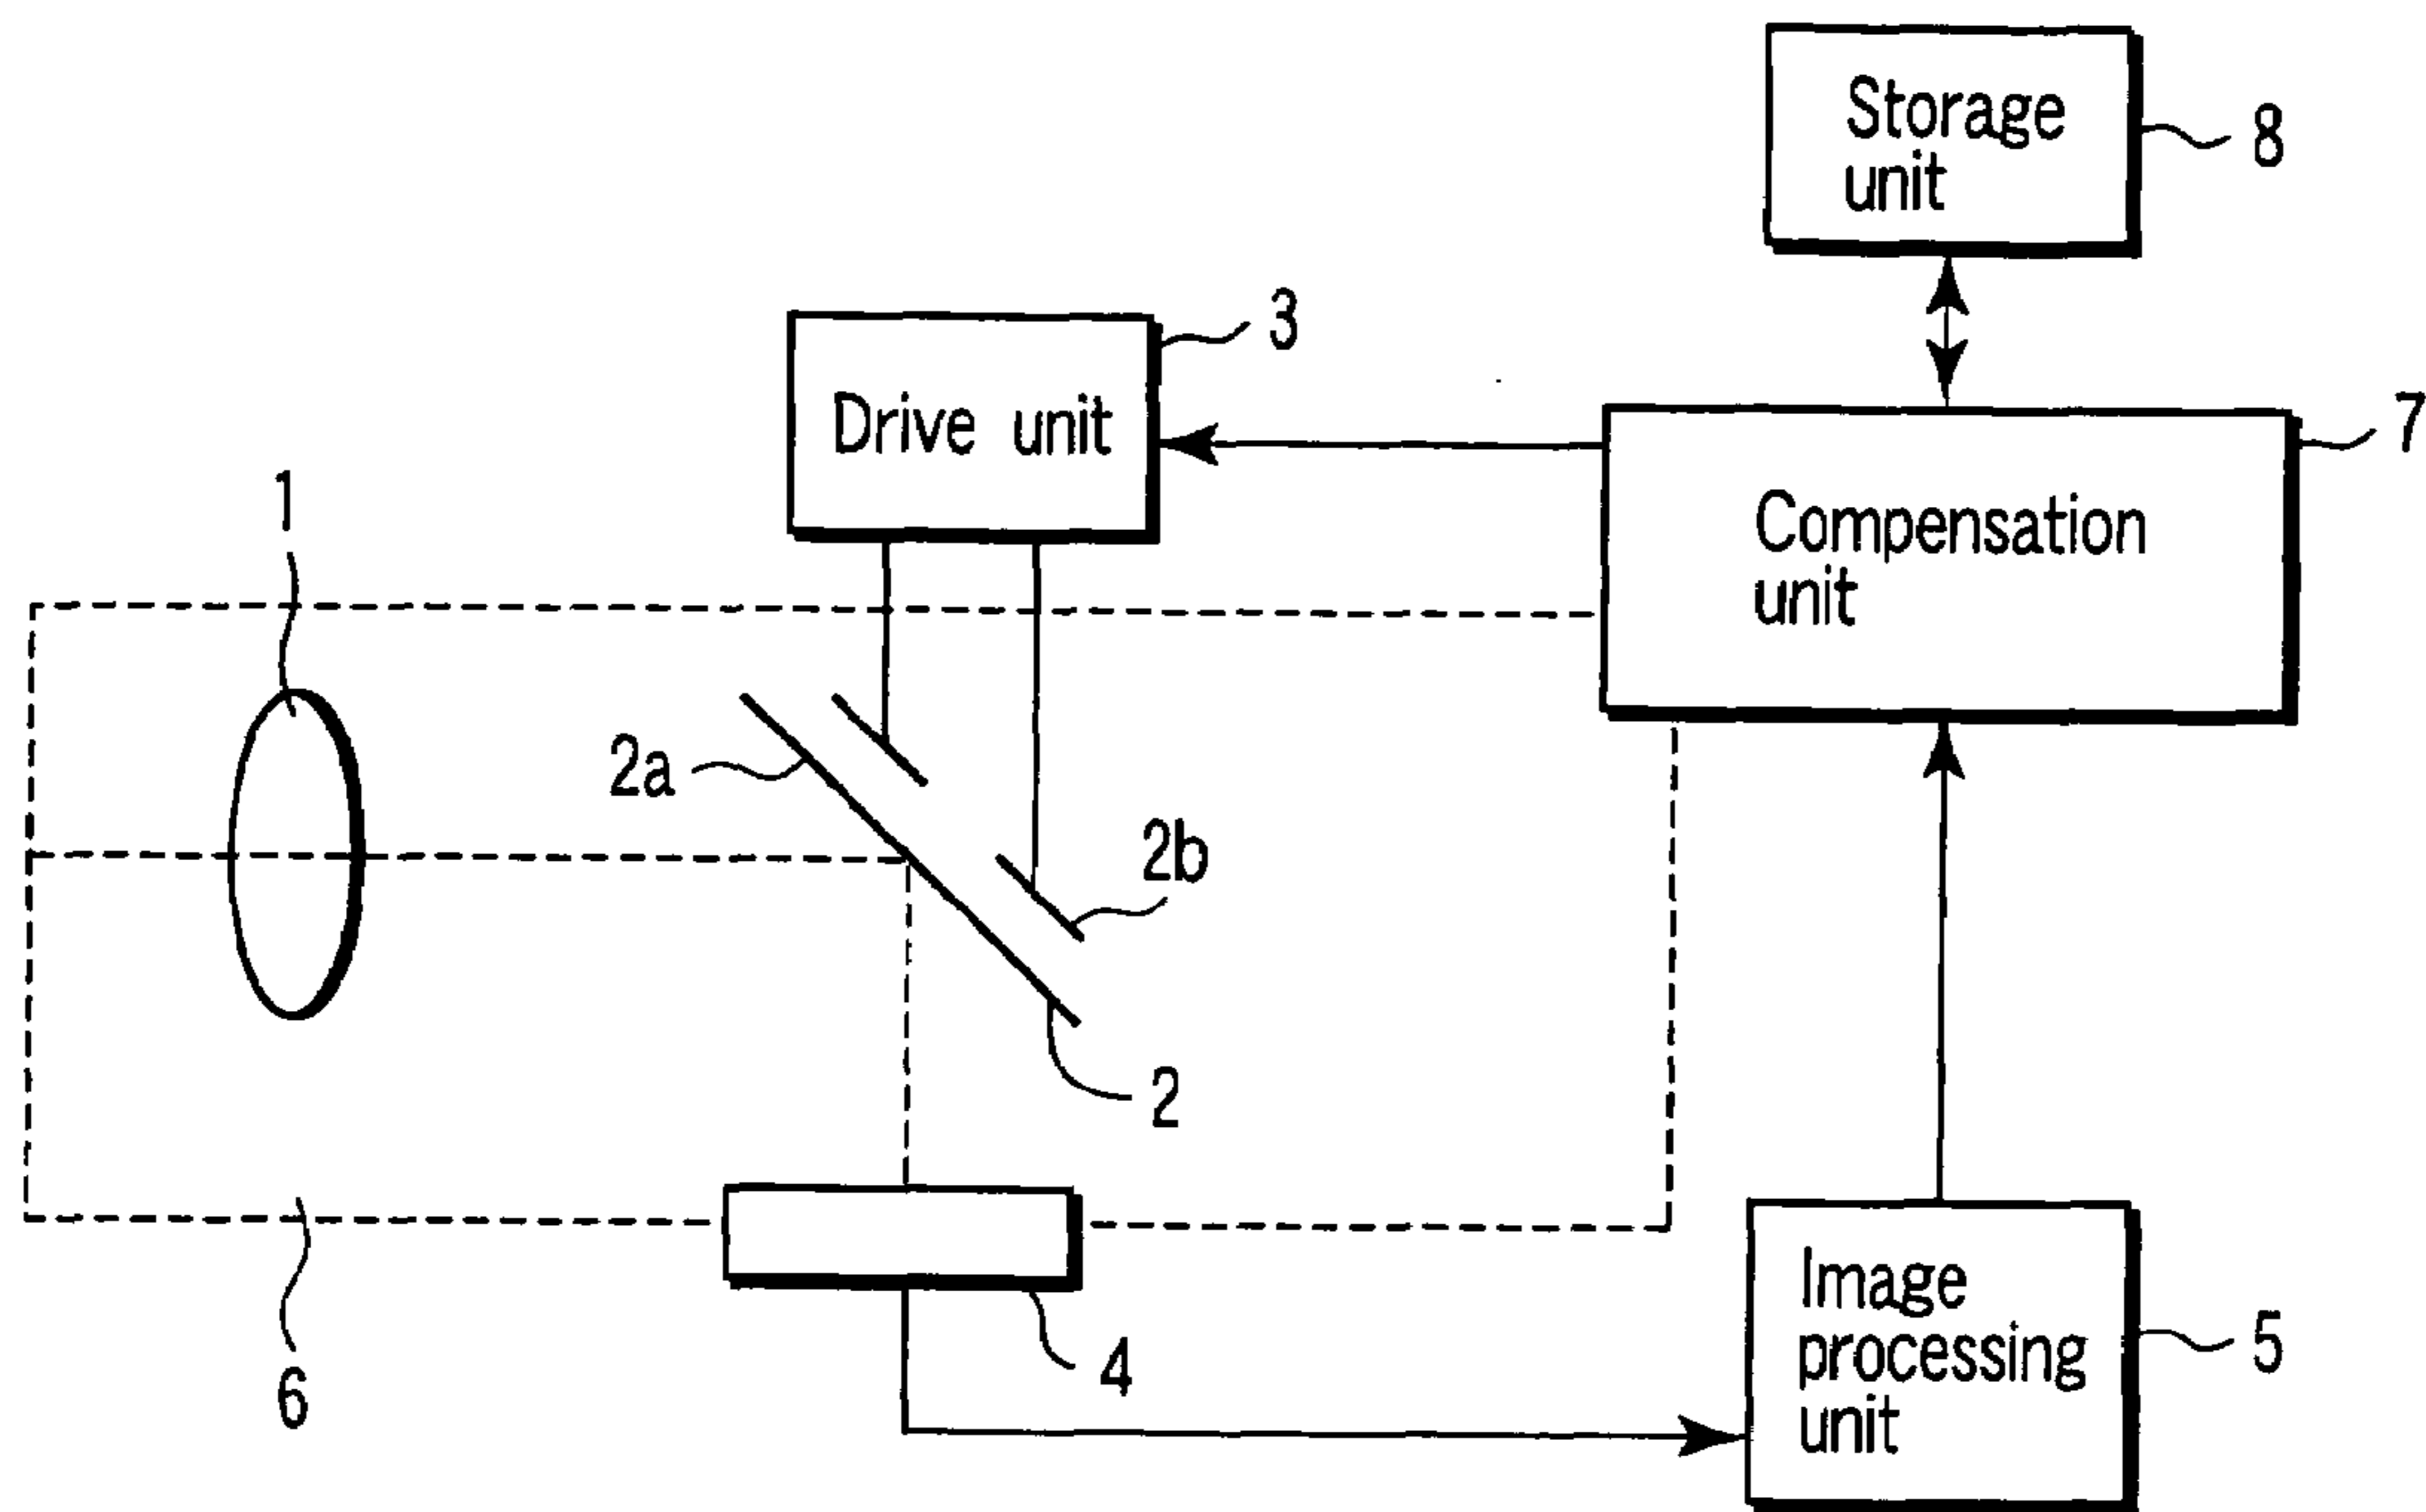 Storage
unit
8
3
Drive unit
7
Compensation
unit
1
2a
2b
2
4
6
Image
processing
unit
5